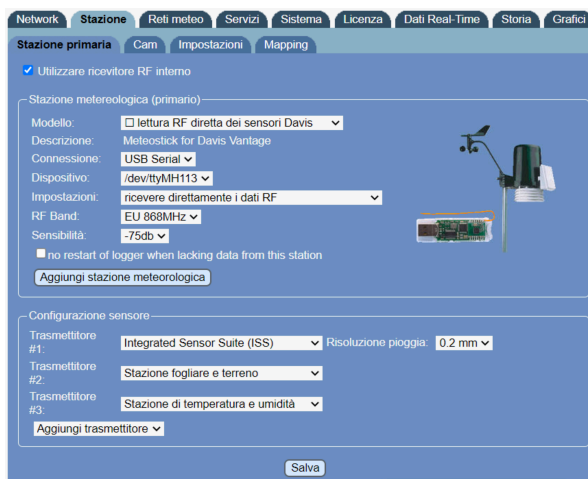 Network Stazione Reti meteo Servizi Sistema Licenza Dati Real-Time Storia Grafici
Stazione primaria Cam Impostazioni Mapping
Utilizzare ricevitore RF interno
Stazione metereologica (primario)
Modello: lettura RF diretta dei sensori Davis
Descrizione: Meteostick for Davis Vantage
Connessione: USB Serial
Dispositivo: /dev/ttyMH113
Impostazioni: ricevere direttamente i dati RF
RF Band: EU 868MHz
Sensibilità: -75db
no restart of logger when lacking data from this station
Aggiungi stazione meteorologica
Configurazione sensore
Trasmettitore
#1: Integrated Sensor Suite (ISS) Risoluzione pioggia: 0.2 mm
Trasmettitore
#2: Stazione fogliare e terreno
Trasmettitore
#3: Stazione di temperatura e umidità
Aggiungi trasmettitore
Salva